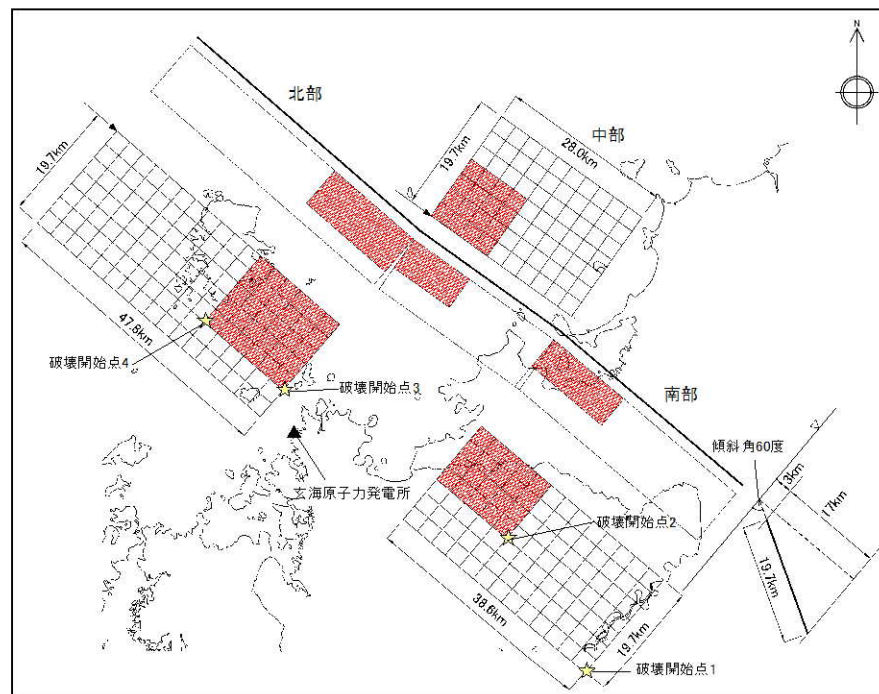 N
北部
中部
19.7km
28.0km
19.7km
47.8km
破壊開始点4
破壊開始点3
玄海原子力発電所
南部
傾斜角60度
3km
17km
19.7km
破壊開始点2
38.6km
19.7km
破壊開始点1